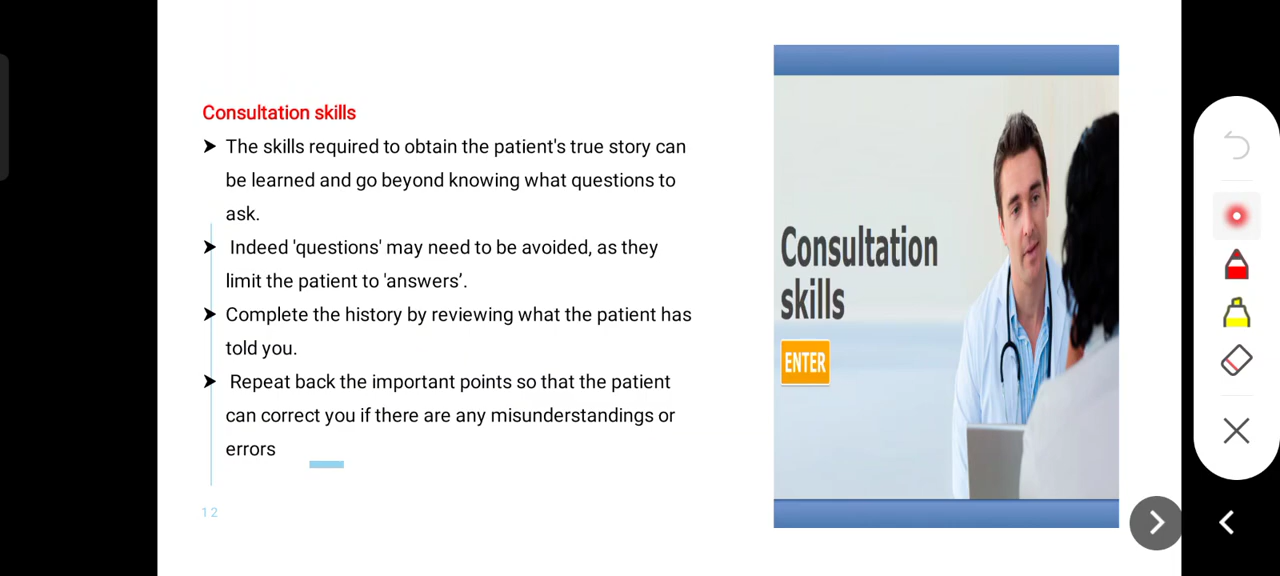 Consultation skills
➤ The skills required to obtain the patient's true story can
be learned and go beyond knowing what questions to
ask.
➤ Indeed 'questions' may need to be avoided, as they
limit the patient to 'answers’.
➤ Complete the history by reviewing what the patient has
told you.
➤ Repeat back the important points so that the patient
can correct you if there are any misunderstandings or
errors
12
Consultation
skills
ENTER